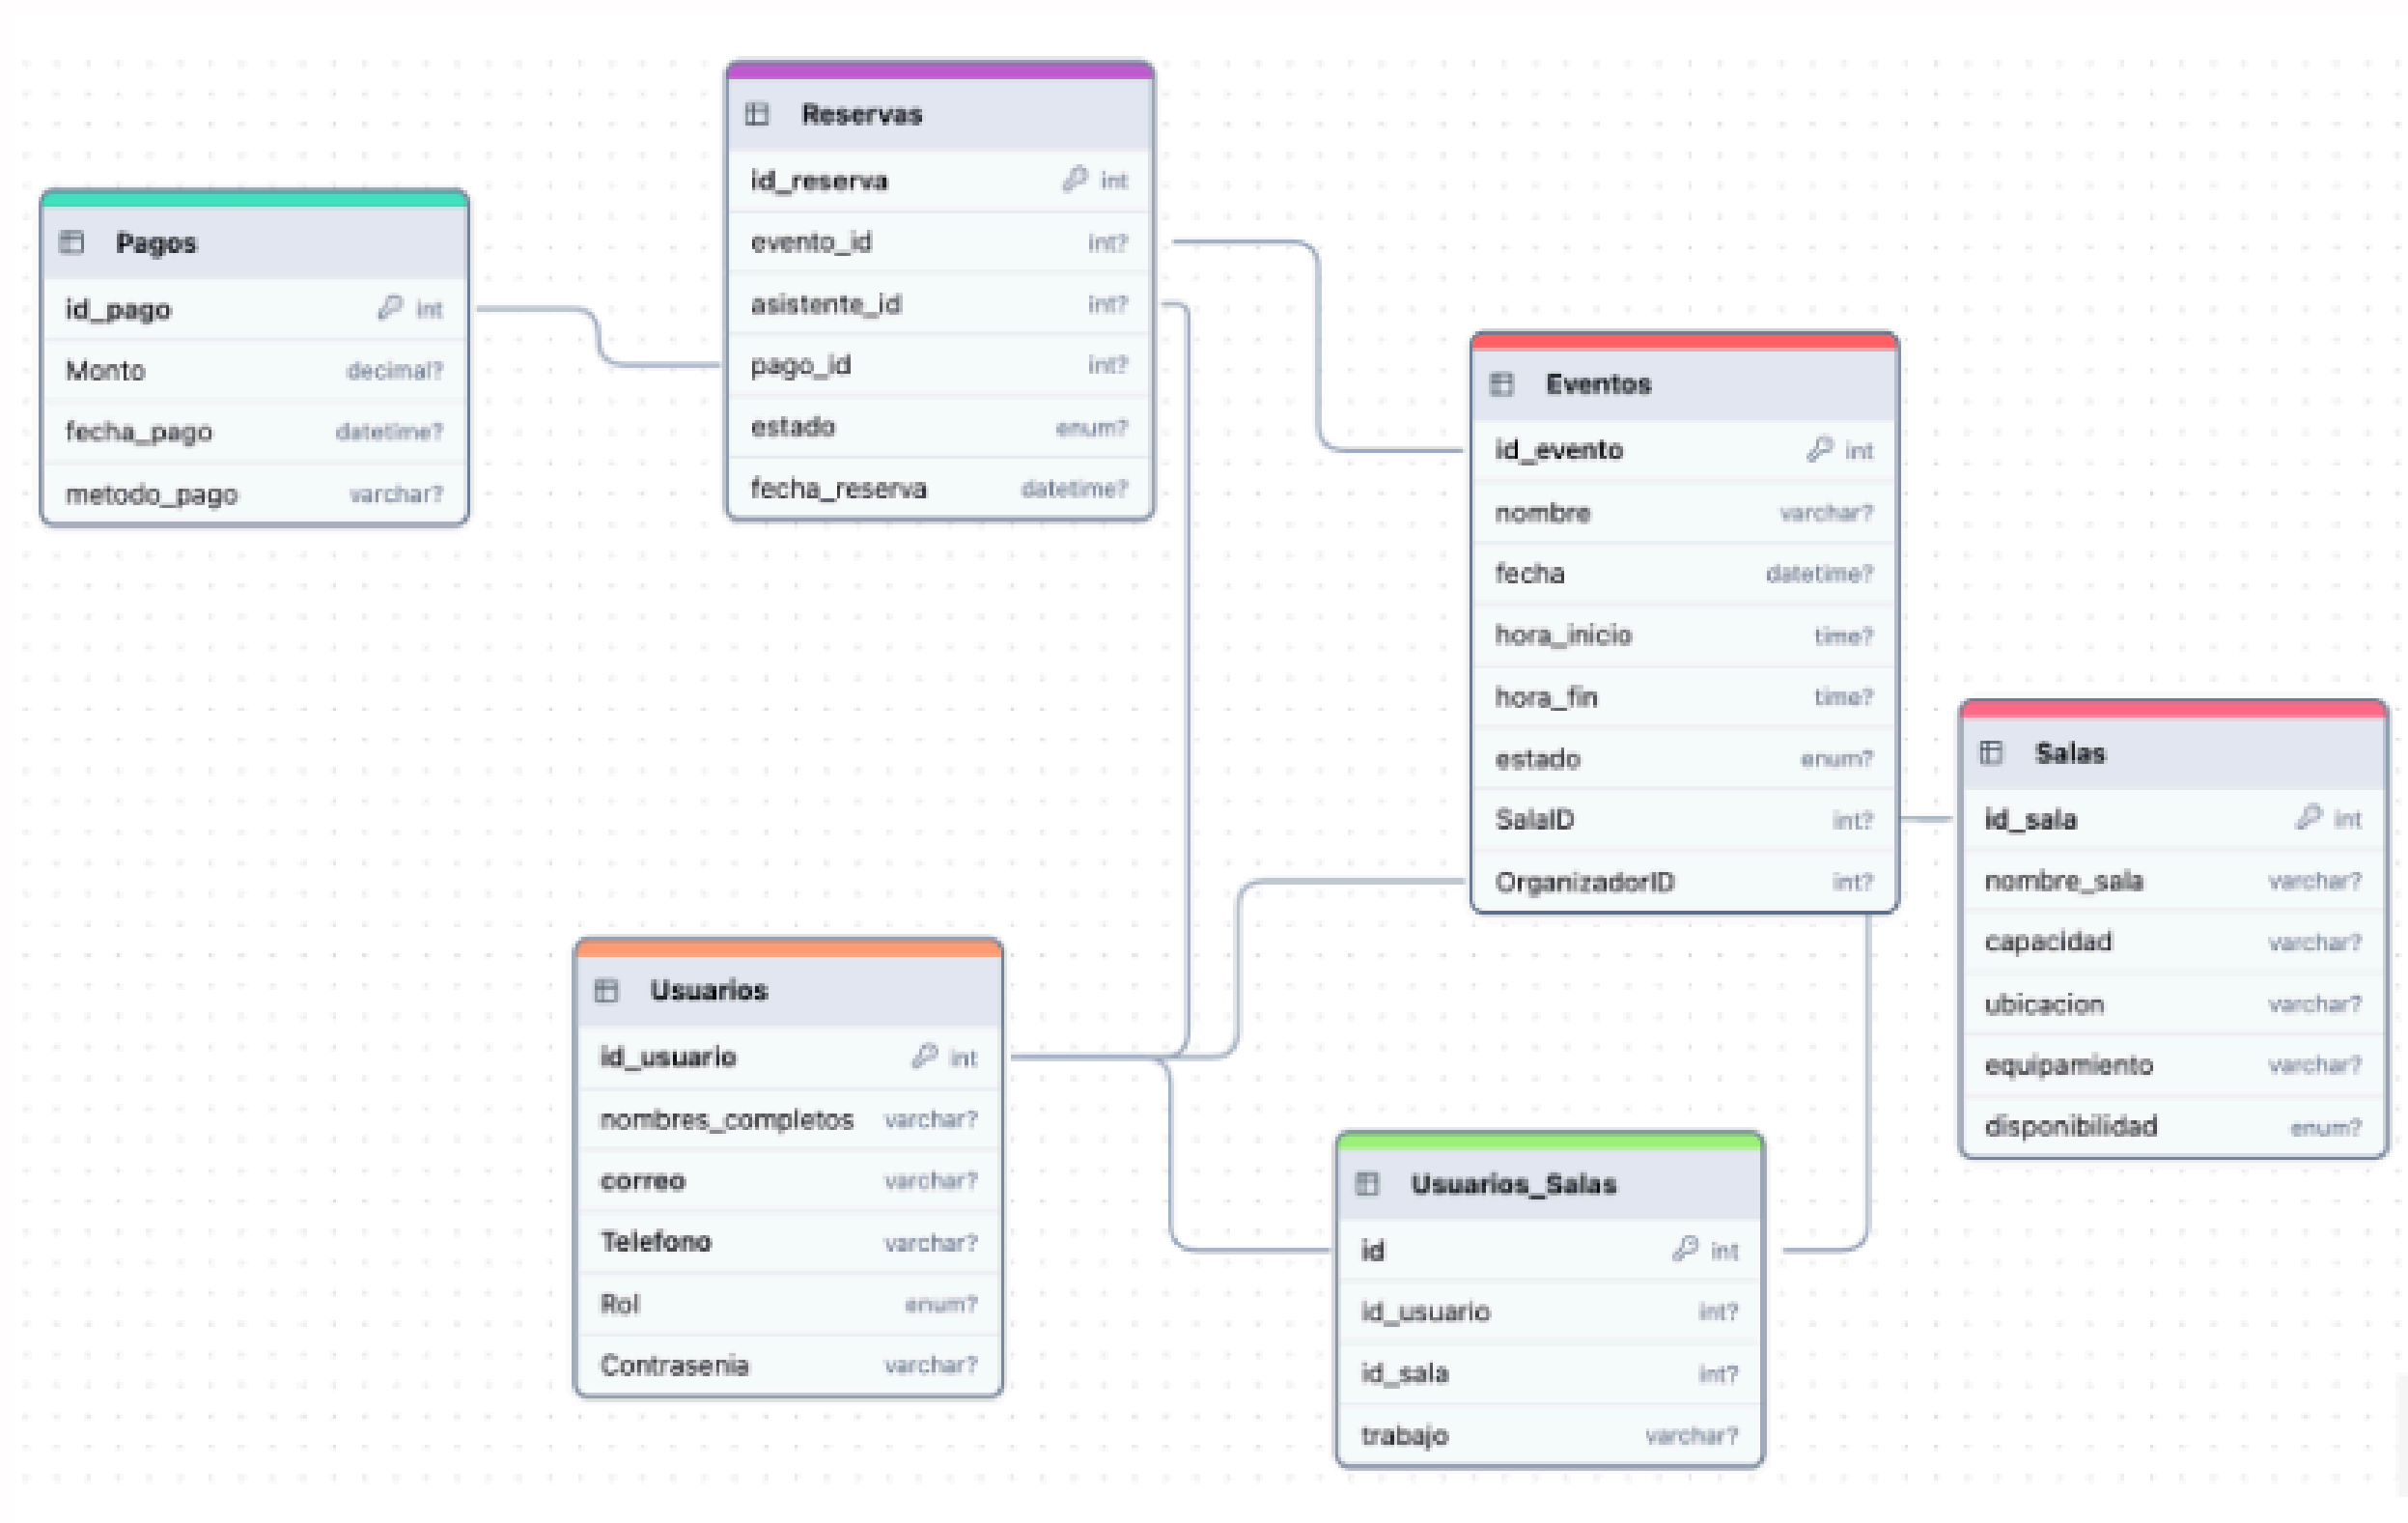 Reservas
id_reserva int
evento_id int?
asistente_id int?
pago_id int?
estado enum?
fecha_reserva datetime?
Pagos
id_pago int
Monto decimal?
fecha_pago datetime?
metodo_pago varchar?
Eventos
id_evento int
nombre varchar?
fecha datetime?
hora_inicio time?
hora_fin time?
estado enum?
SalaID int?
OrganizadorID int?
Salas
id_sala int
nombre_sala varchar?
capacidad varchar?
ubicacion varchar?
equipamiento varchar?
disponibilidad enum?
Usuarios
id_usuario int
nombres_completos varchar?
correo varchar?
Telefono varchar?
Rol enum?
Contrasenia varchar?
Usuarios_Salas
id int
id_usuario int?
id_sala int?
trabajo varchar?